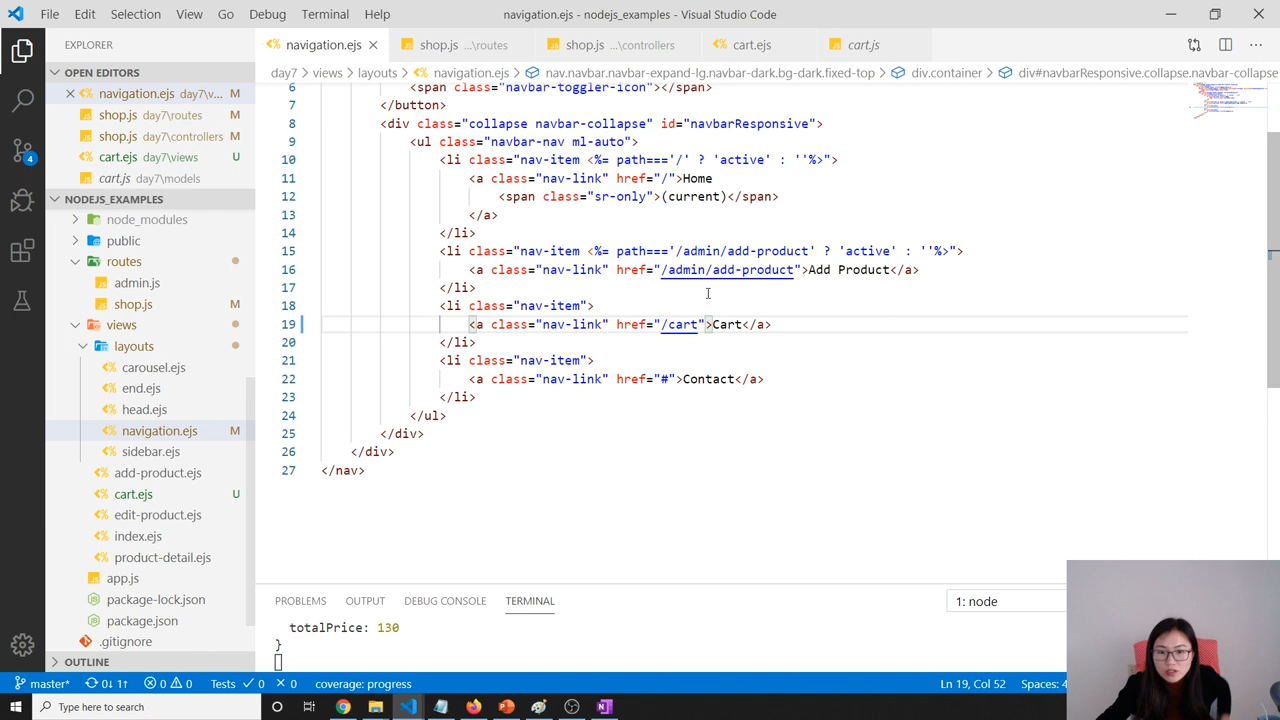 File Edit Selection View Go Debug Terminal Help navigation.ejs - nodejs_examples - Visual Studio Code
EXPLORER navigation.ejs shop.js ...\routes shop.js ...\controllers cart.ejs cart.js
OPEN EDITORS day7 > views > layouts > navigation.ejs > nav.navbar.navbar-expand-lg.navbar-dark.bg-dark.fixed-top > div.container > div#navbarResponsive.collapse.navbar-collapse
navigation.ejs day7\v... M
shop.js day7\routes M
shop.js day7\controllers M
cart.ejs day7\views U
cart.js day7\models
NODEJS_EXAMPLES
node_modules
public
routes
admin.js
shop.js
views
layouts
carousel.ejs
end.ejs
head.ejs
navigation.ejs M
sidebar.ejs
add-product.ejs
cart.ejs U
edit-product.ejs
index.ejs
product-detail.ejs
app.js
package-lock.json
package.json
.gitignore
OUTLINE
6 <span class="navbar-toggler-icon"></span>
7 </button>
8 <div class="collapse navbar-collapse" id="navbarResponsive">
9 <ul class="navbar-nav ml-auto">
10 <li class="nav-item <%= path==='/' ? 'active' : ''%>">
11 <a class="nav-link" href="/">Home
12 <span class="sr-only">(current)</span>
13 </a>
14 </li>
15 <li class="nav-item <%= path==='/admin/add-product' ? 'active' : ''%>">
16 <a class="nav-link" href="/admin/add-product">Add Product</a>
17 </li>
18 <li class="nav-item">
19 <a class="nav-link" href="/cart">Cart</a>
20 </li>
21 <li class="nav-item">
22 <a class="nav-link" href="#">Contact</a>
23 </li>
24 </ul>
25 </div>
26 </div>
27 </nav>
PROBLEMS OUTPUT DEBUG CONSOLE TERMINAL 1: node
totalPrice: 130
}
4
master* 0↓ 1↑ 0 0 Tests 0 0 coverage: progress Ln 19, Col 52 Spaces: 4
Type here to search